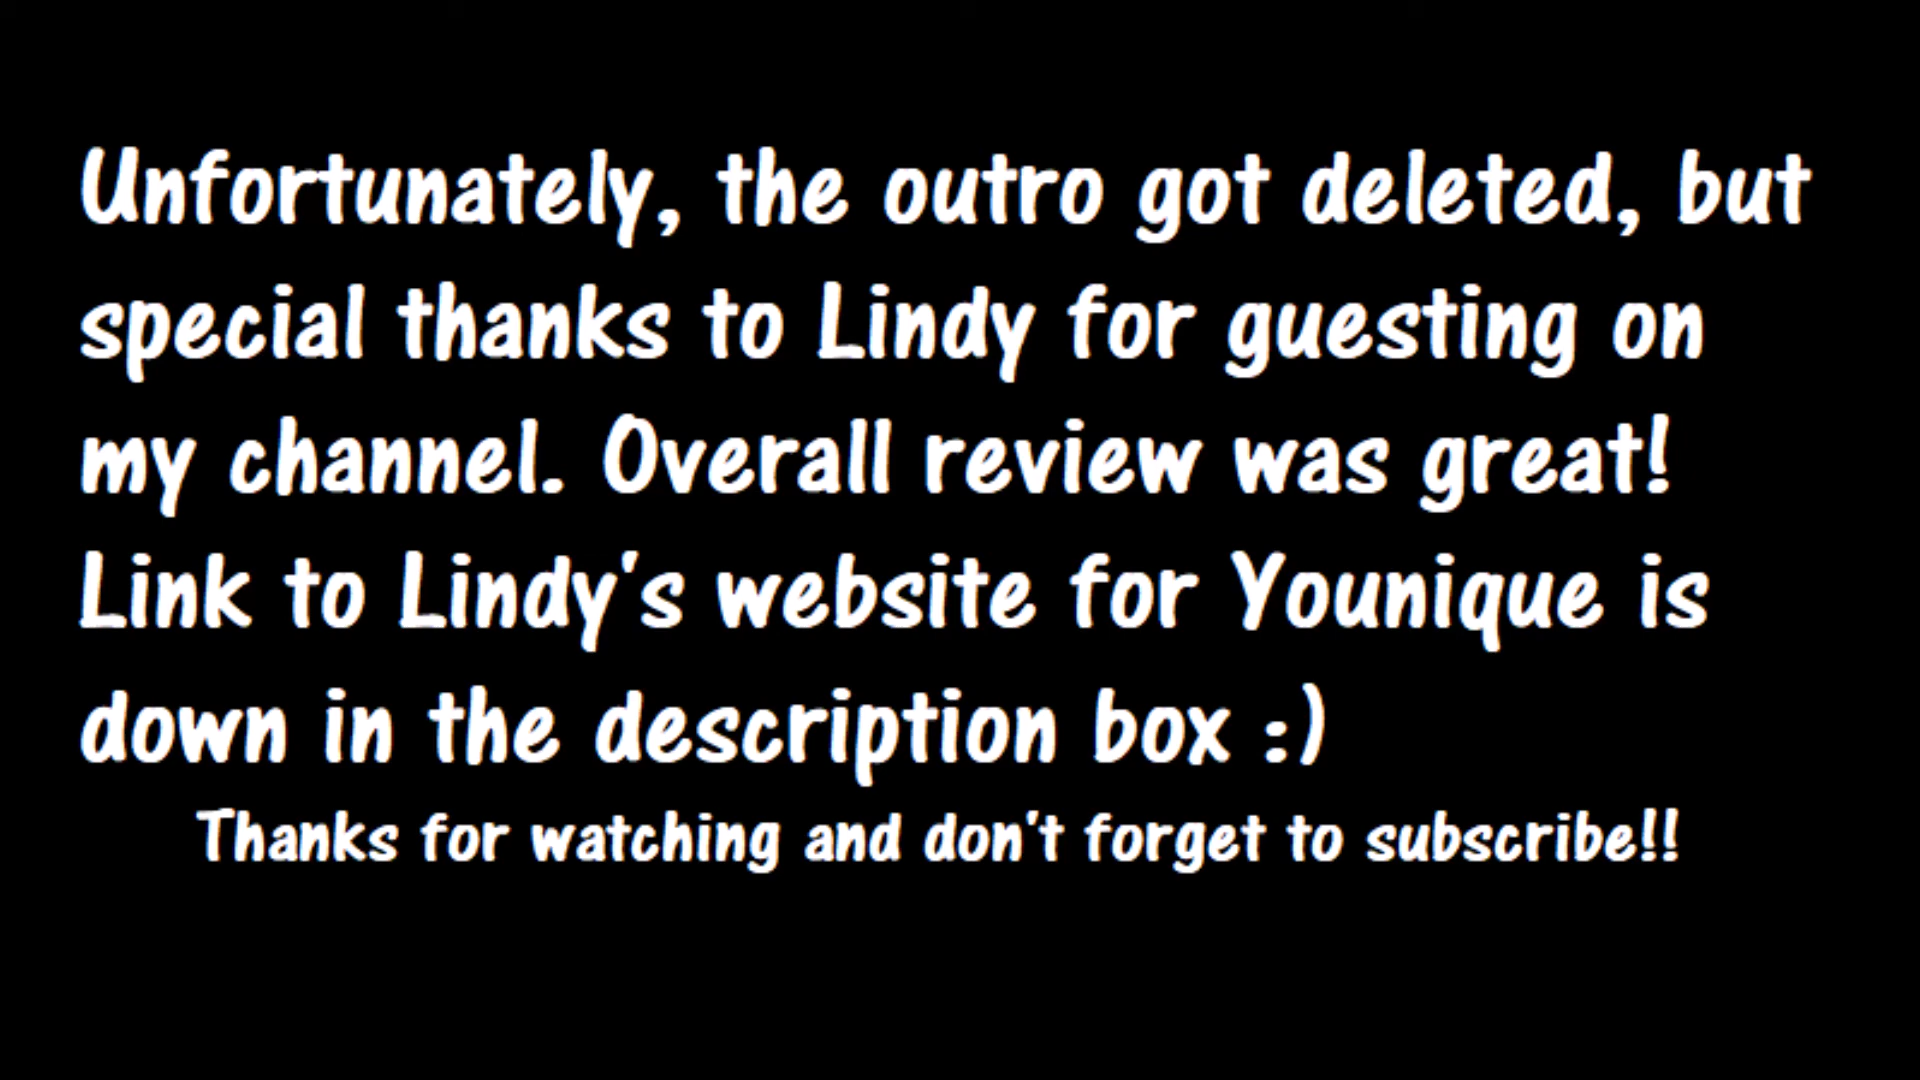 Unfortunately, the outro got deleted, but
special thanks to Lindy for guesting on
my channel. Overall review was great!
Link to Lindy's website for Younique is
down in the description box :)
Thanks for watching and don't forget to subscribe!!